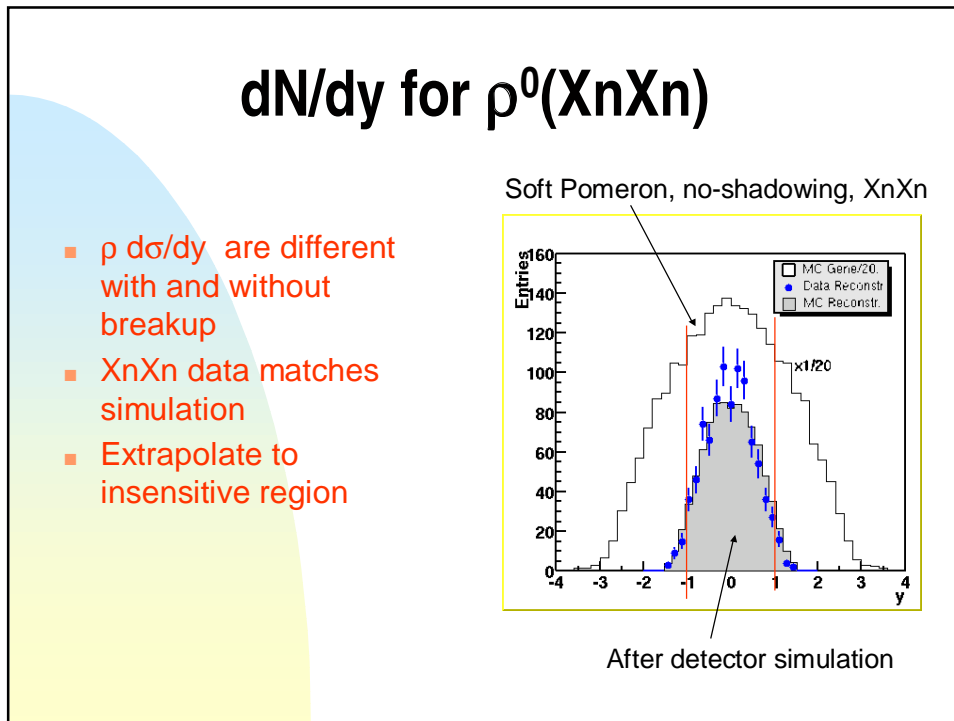 dN/dy for ρ⁰(XnXn)
Soft Pomeron, no-shadowing, XnXn
■ ρ dσ/dy are different
with and without
breakup
■ XnXn data matches
simulation
■ Extrapolate to
insensitive region
Entries
160
140
120
100
80
60
40
20
0
MC Gene/20.
Data Reconstr
MC Reconstr.
x1/20
-4 -3 -2 -1 0 1 2 3 4
y
After detector simulation